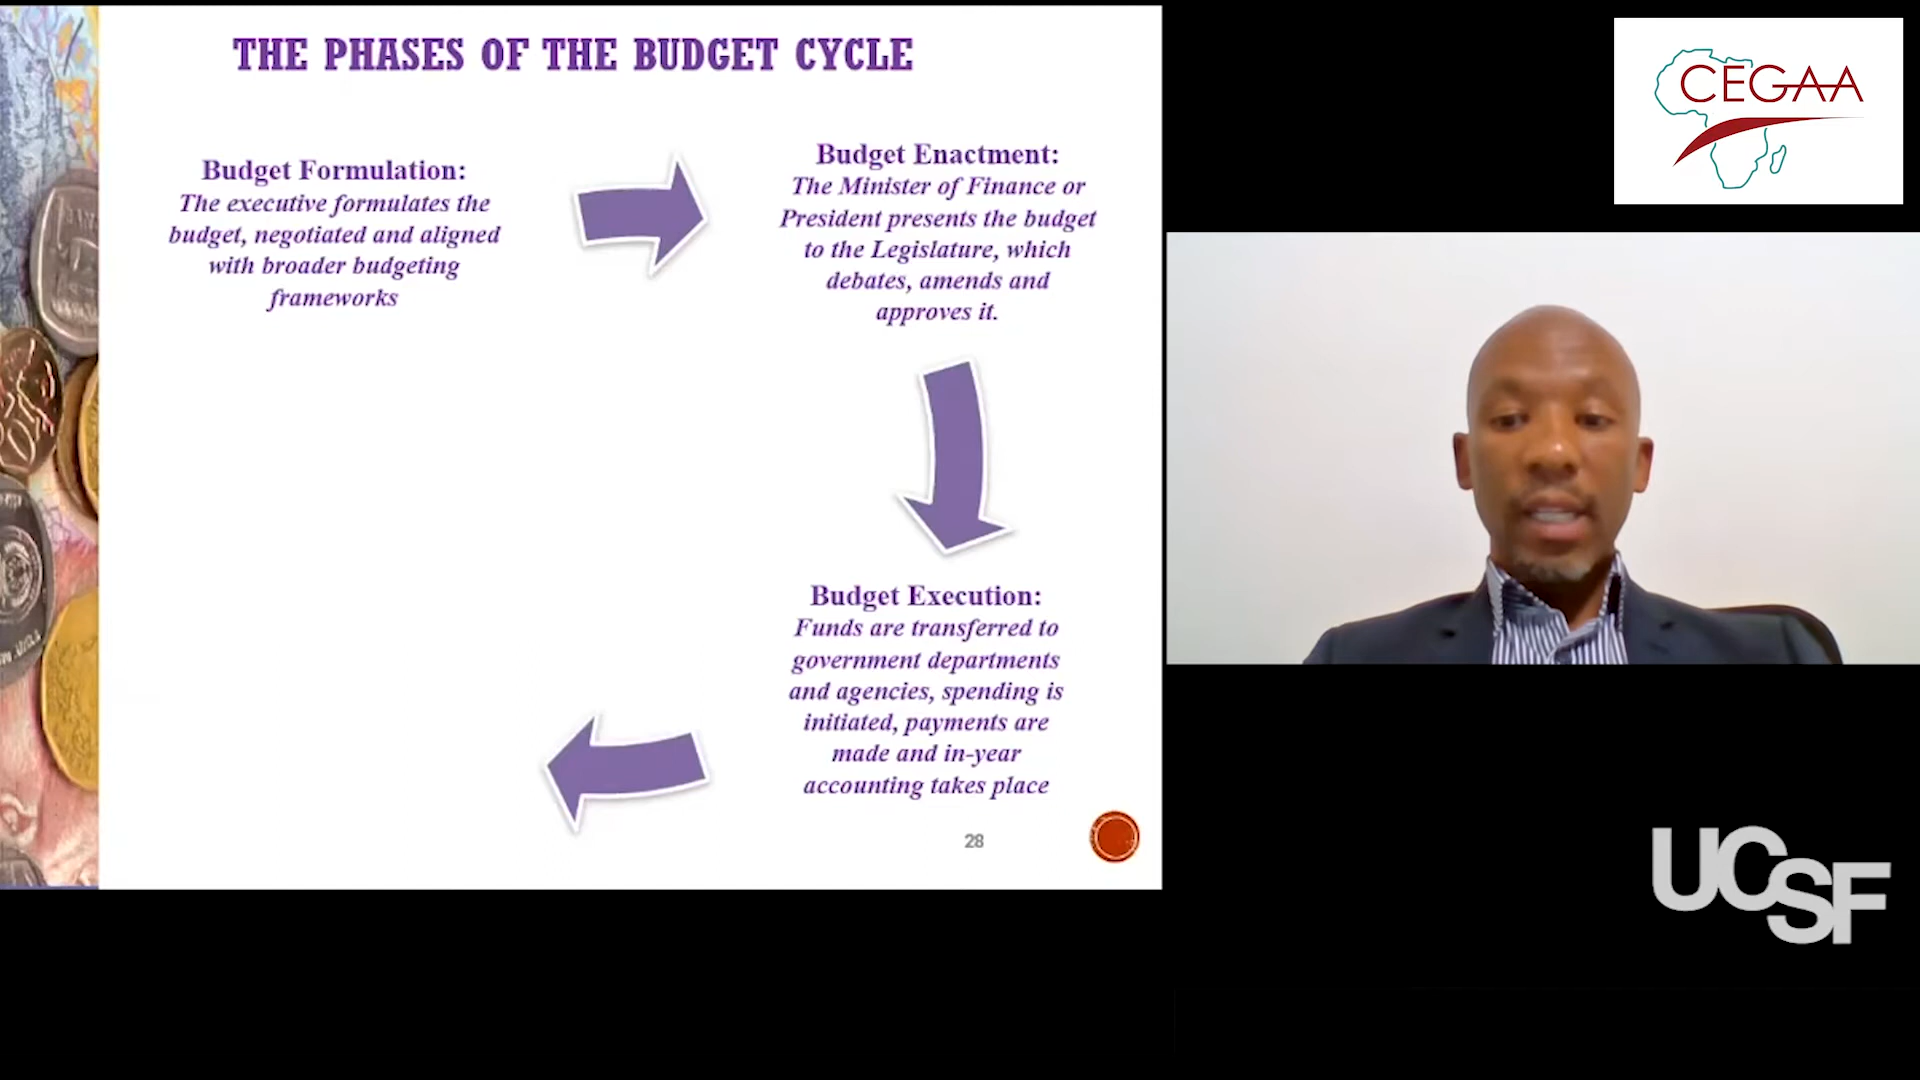 THE PHASES OF THE BUDGET CYCLE
Budget Formulation:
The executive formulates the
budget, negotiated and aligned
with broader budgeting
frameworks
Budget Enactment:
The Minister of Finance or
President presents the budget
to the Legislature, which
debates, amends and
approves it.
Budget Execution:
Funds are transferred to
government departments
and agencies, spending is
initiated, payments are
made and in-year
accounting takes place
28
CEGAA
UCSF